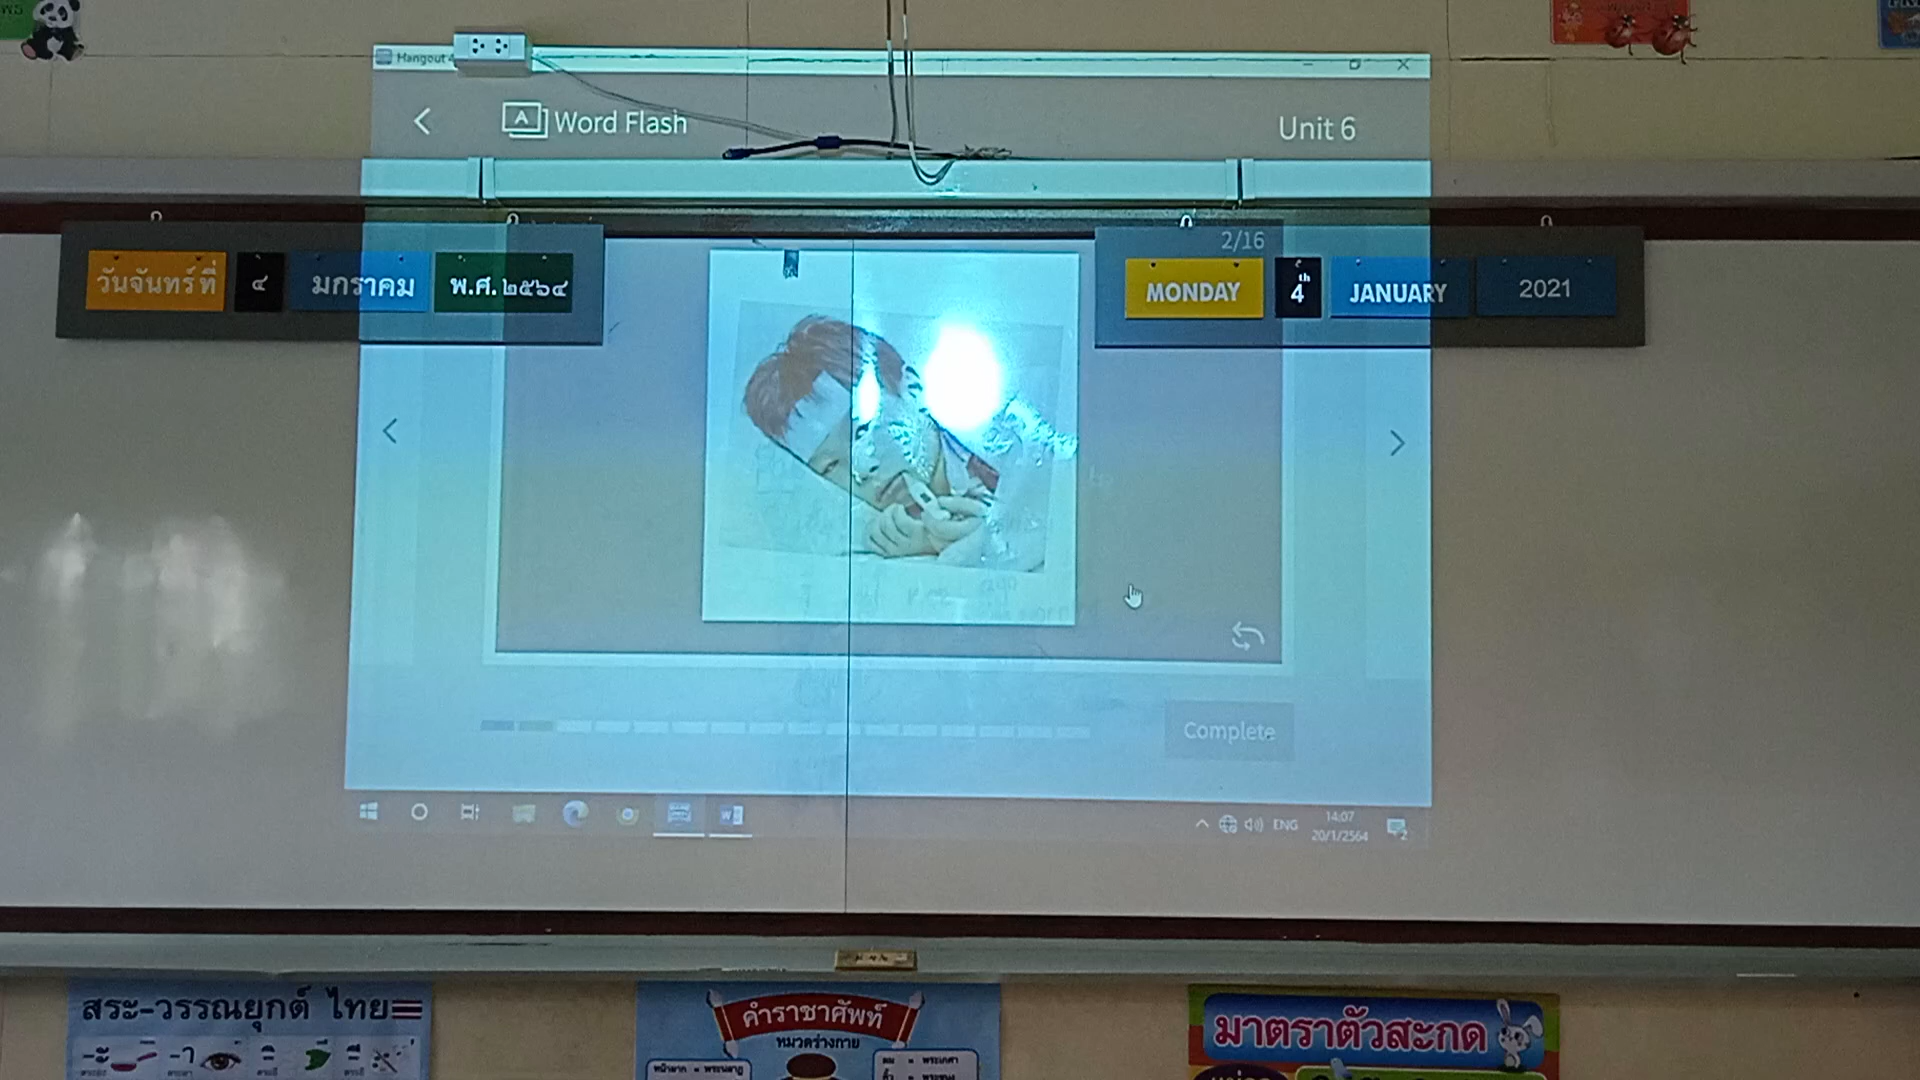 Hangout 4
Word Flash
Unit 6
2/16
วันจันทร์ ที่ ๔ มกราคม พ.ศ. ๒๕๖๔
MONDAY 4th JANUARY 2021
Complete
ENG
14:07
20/1/2564
2
สระ-วรรณยุกต์ ไทย
คำราชาศัพท์
หมวดร่างกาย
มาตราตัวสะกด